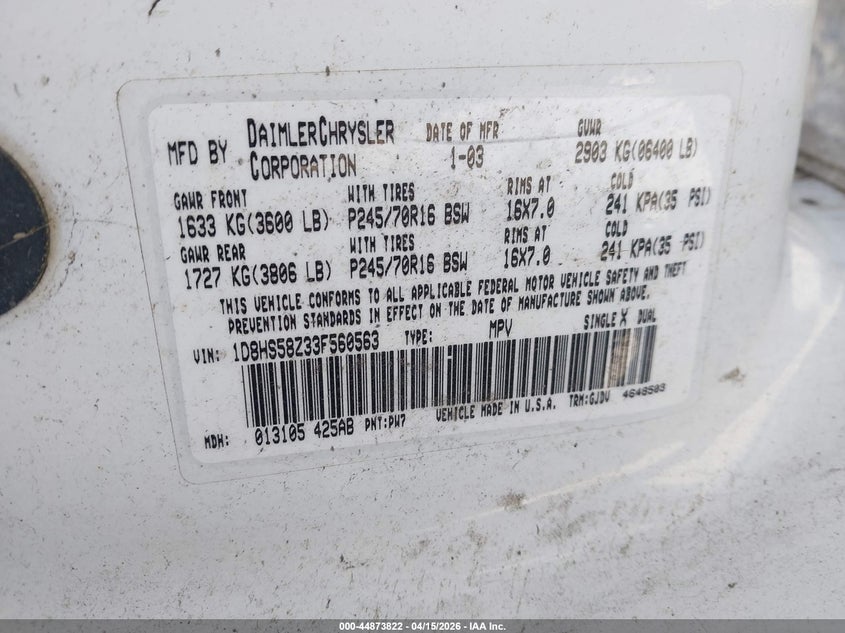 MFD BY DAIMLERCHRYSLER CORPORATION DATE OF MFR 1-03 GVWR 2903 KG(06400 LB)
GAWR FRONT WITH TIRES RIMS AT COLD
1633 KG(3600 LB) P245/70R16 BSW 16X7.0 241 KPA(35 PSI)
GAWR REAR WITH TIRES RIMS AT COLD
1727 KG(3806 LB) P245/70R16 BSW 16X7.0 241 KPA(35 PSI)
THIS VEHICLE CONFORMS TO ALL APPLICABLE FEDERAL MOTOR VEHICLE SAFETY AND THEFT
PREVENTION STANDARDS IN EFFECT ON THE DATE OF MANUFACTURE SHOWN ABOVE.
VIN: 1D8HS58Z33F560563 TYPE: MPV SINGLE X DUAL
MDH: 013105 425AB PNT:PW7 VEHICLE MADE IN U.S.A. TRM:GJDV 4648503
000-44873822 - 04/15/2026 - IAA Inc.